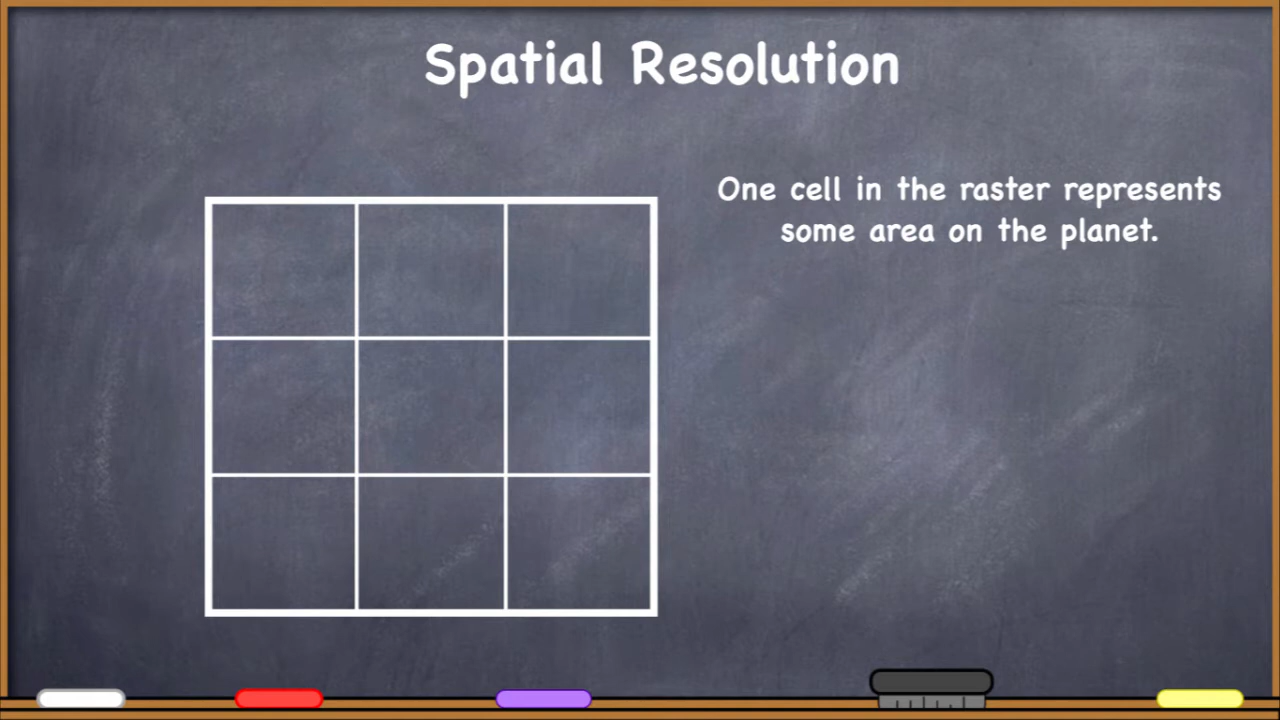 Spatial Resolution
One cell in the raster represents
some area on the planet.